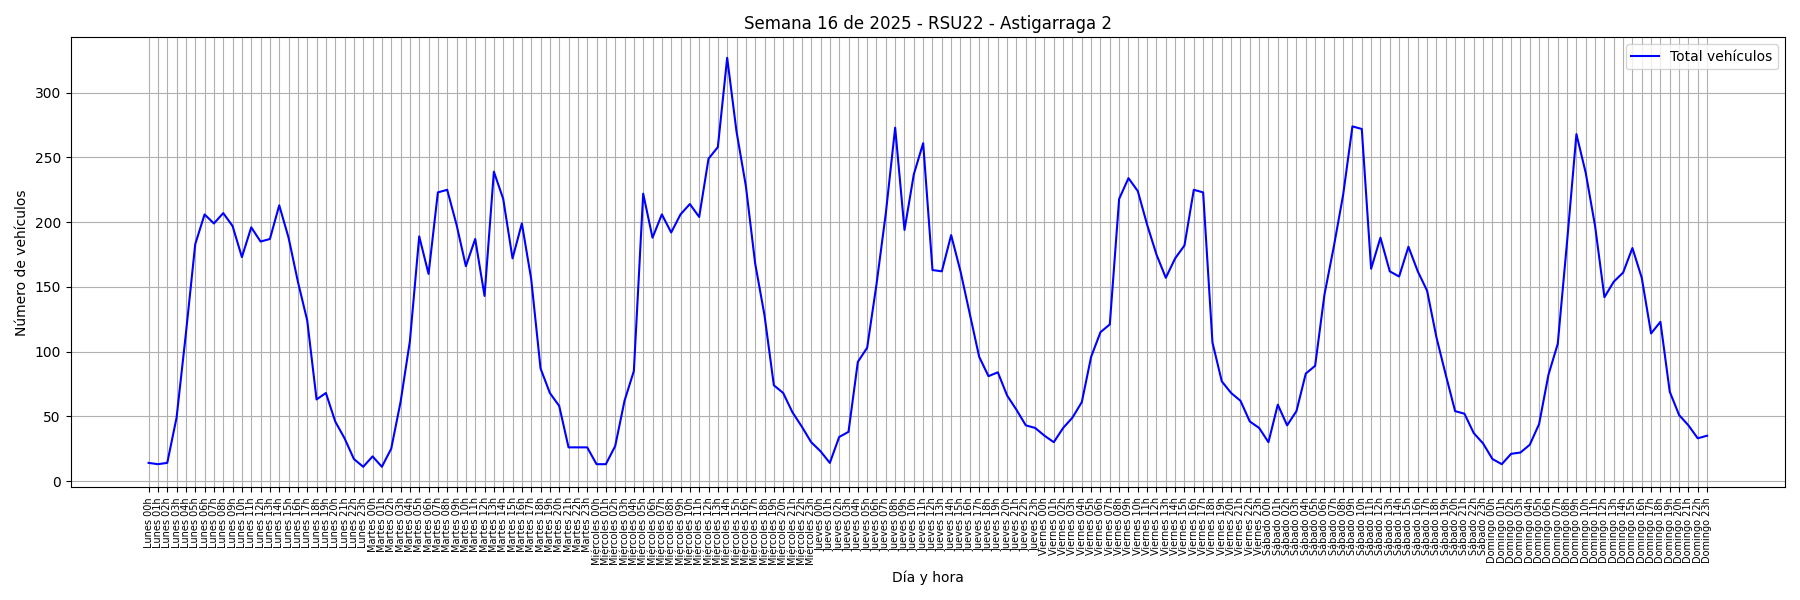 Semana 16 de 2025 - RSU22 - Astigarraga 2
Total vehículos
Número de vehículos
300
250
200
150
100
50
0
Lunes 00h
Lunes 01h
Lunes 02h
Lunes 03h
Lunes 04h
Lunes 05h
Lunes 06h
Lunes 07h
Lunes 08h
Lunes 09h
Lunes 10h
Lunes 11h
Lunes 12h
Lunes 13h
Lunes 14h
Lunes 15h
Lunes 16h
Lunes 17h
Lunes 18h
Lunes 19h
Lunes 20h
Lunes 21h
Lunes 22h
Lunes 23h
Martes 00h
Martes 01h
Martes 02h
Martes 03h
Martes 04h
Martes 05h
Martes 06h
Martes 07h
Martes 08h
Martes 09h
Martes 10h
Martes 11h
Martes 12h
Martes 13h
Martes 14h
Martes 15h
Martes 16h
Martes 17h
Martes 18h
Martes 19h
Martes 20h
Martes 21h
Martes 22h
Martes 23h
Miércoles 00h
Miércoles 01h
Miércoles 02h
Miércoles 03h
Miércoles 04h
Miércoles 05h
Miércoles 06h
Miércoles 07h
Miércoles 08h
Miércoles 09h
Miércoles 10h
Miércoles 11h
Miércoles 12h
Miércoles 13h
Miércoles 14h
Miércoles 15h
Miércoles 16h
Miércoles 17h
Miércoles 18h
Miércoles 19h
Miércoles 20h
Miércoles 21h
Miércoles 22h
Miércoles 23h
Jueves 00h
Jueves 01h
Jueves 02h
Jueves 03h
Jueves 04h
Jueves 05h
Jueves 06h
Jueves 07h
Jueves 08h
Jueves 09h
Jueves 10h
Jueves 11h
Jueves 12h
Jueves 13h
Jueves 14h
Jueves 15h
Jueves 16h
Jueves 17h
Jueves 18h
Jueves 19h
Jueves 20h
Jueves 21h
Jueves 22h
Jueves 23h
Viernes 00h
Viernes 01h
Viernes 02h
Viernes 03h
Viernes 04h
Viernes 05h
Viernes 06h
Viernes 07h
Viernes 08h
Viernes 09h
Viernes 10h
Viernes 11h
Viernes 12h
Viernes 13h
Viernes 14h
Viernes 15h
Viernes 16h
Viernes 17h
Viernes 18h
Viernes 19h
Viernes 20h
Viernes 21h
Viernes 22h
Viernes 23h
Sábado 00h
Sábado 01h
Sábado 02h
Sábado 03h
Sábado 04h
Sábado 05h
Sábado 06h
Sábado 07h
Sábado 08h
Sábado 09h
Sábado 10h
Sábado 11h
Sábado 12h
Sábado 13h
Sábado 14h
Sábado 15h
Sábado 16h
Sábado 17h
Sábado 18h
Sábado 19h
Sábado 20h
Sábado 21h
Sábado 22h
Sábado 23h
Domingo 00h
Domingo 01h
Domingo 02h
Domingo 03h
Domingo 04h
Domingo 05h
Domingo 06h
Domingo 07h
Domingo 08h
Domingo 09h
Domingo 10h
Domingo 11h
Domingo 12h
Domingo 13h
Domingo 14h
Domingo 15h
Domingo 16h
Domingo 17h
Domingo 18h
Domingo 19h
Domingo 20h
Domingo 21h
Domingo 22h
Domingo 23h
Día y hora